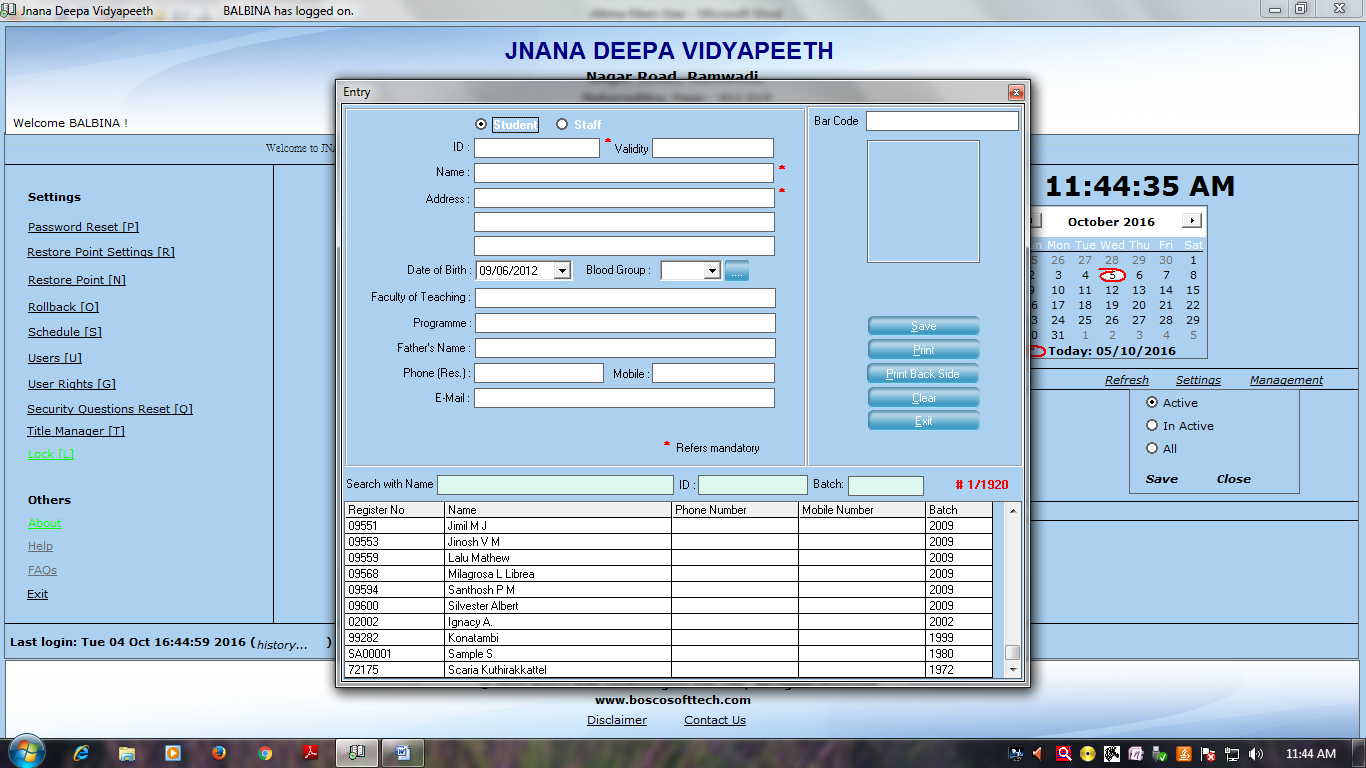 Jnana Deepa Vidyapeeth BALBINA has logged on.
JNANA DEEPA VIDYAPEETH
Nagar Road, Ramwadi
Welcome BALBINA !
Welcome to JNA
Settings
Password Reset [P]
Restore Point Settings [R]
Restore Point [N]
Rollback [O]
Schedule [S]
Users [U]
User Rights [G]
Security Questions Reset [Q]
Title Manager [T]
Lock [L]
Others
About
Help
FAQs
Exit
Last login: Tue 04 Oct 16:44:59 2016 (history... )
Entry
Student Staff
ID : * Validity
Name : *
Address : *
Date of Birth : 09/06/2012 Blood Group : ....
Faculty of Teaching :
Programme :
Father's Name :
Phone (Res.) : Mobile :
E-Mail :
* Refers mandatory
Bar Code
Save
Print
Print Back Side
Clear
Exit
Search with Name ID : Batch: # 1/1920
Register No Name Phone Number Mobile Number Batch
09551 Jimil M J 2009
09553 Jinosh V M 2009
09559 Lalu Mathew 2009
09568 Milagrosa L Librea 2009
09594 Santhosh P M 2009
09600 Silvester Albert 2009
02002 Ignacy A. 2002
99282 Konatambi 1999
SA00001 Sample S 1980
72175 Scaria Kuthirakkattel 1972
11:44:35 AM
October 2016
Mon Tue Wed Thu Fri Sat
26 27 28 29 30 1
3 4 5 6 7 8
10 11 12 13 14 15
17 18 19 20 21 22
24 25 26 27 28 29
31 1 2 3 4 5
Today: 05/10/2016
Refresh Settings Management
Active
In Active
All
Save Close
www.boscosofttech.com
Disclaimer Contact Us
11:44 AM